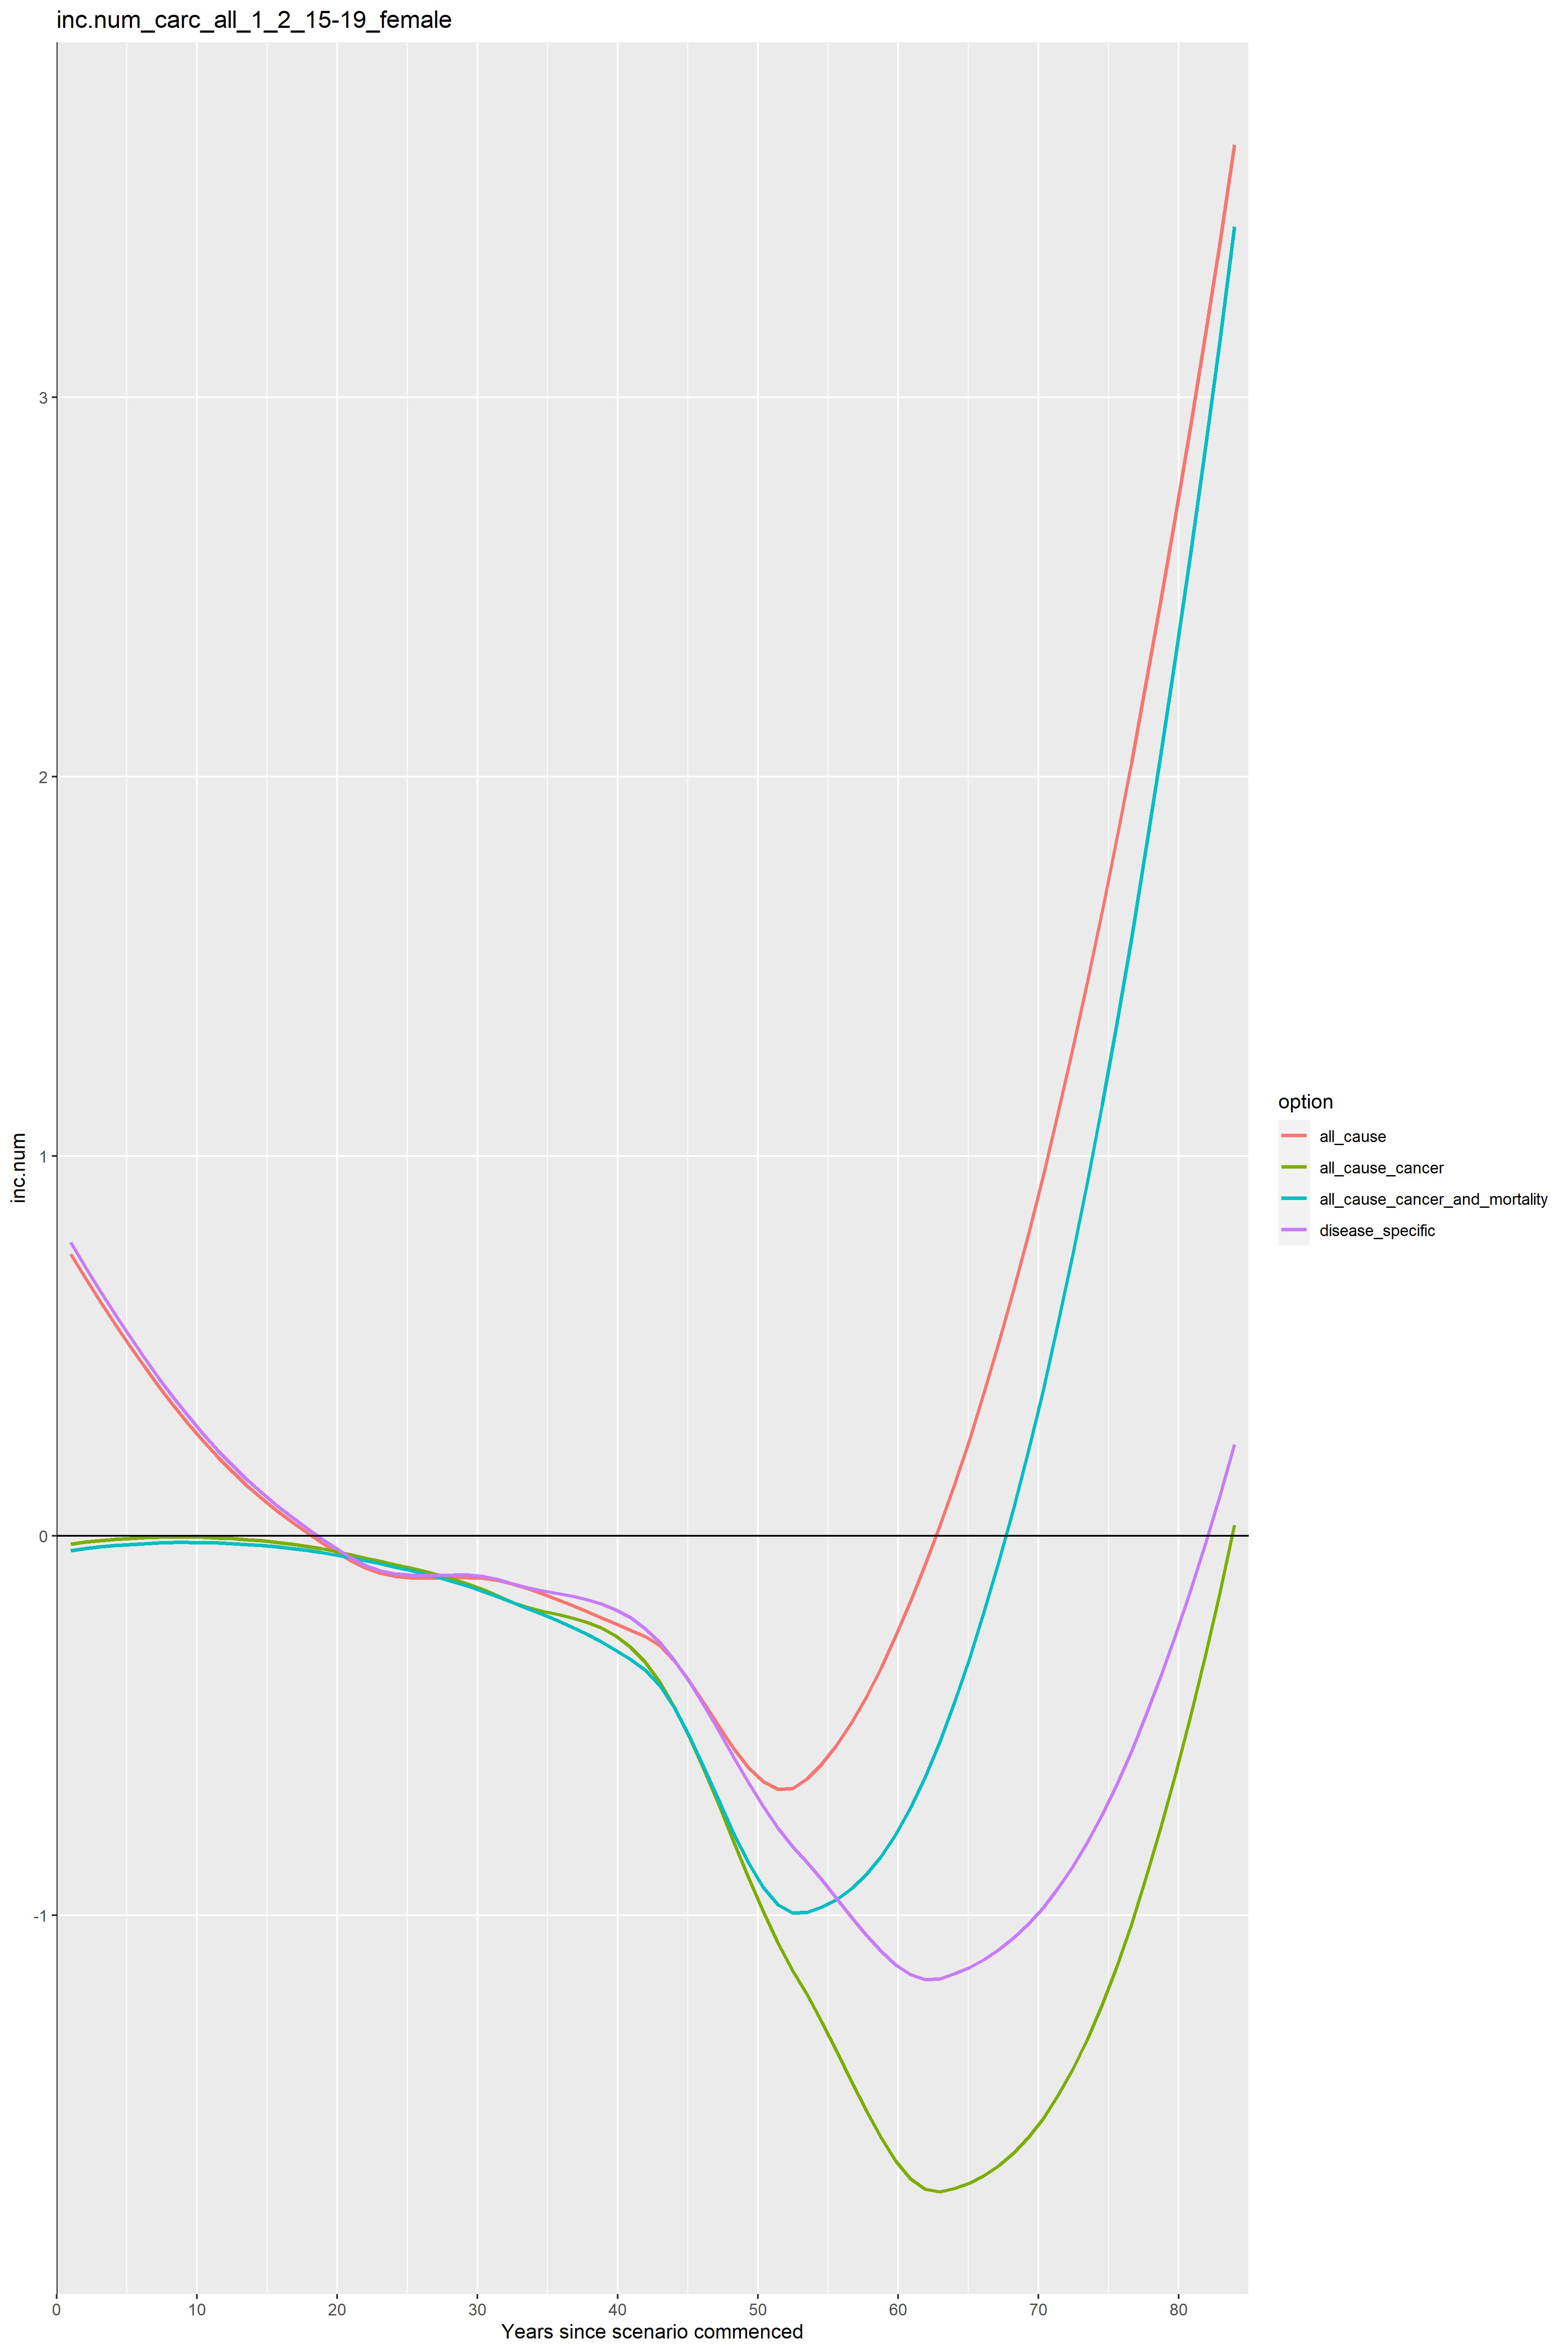 inc.num_carc_all_1_2_15-19_female
3
2
1
0
-1
inc.num
0 10 20 30 40 50 60 70 80
Years since scenario commenced
option
all_cause
all_cause_cancer
all_cause_cancer_and_mortality
disease_specific